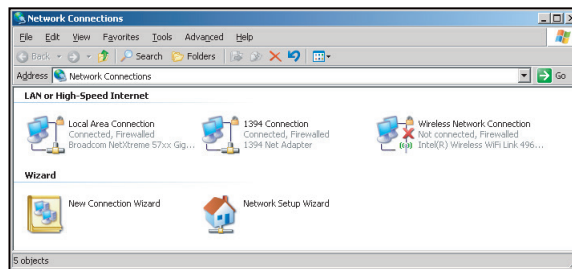 Network Connections
File Edit View Favorites Tools Advanced Help
Back Search Folders
Address Network Connections Go
LAN or High-Speed Internet
Local Area Connection
Connected, Firewalled
Broadcom NetXtreme 57xx Gig...
1394 Connection
Connected, Firewalled
1394 Net Adapter
Wireless Network Connection
Not connected, Firewalled
Intel(R) Wireless WiFi Link 496...
Wizard
New Connection Wizard
Network Setup Wizard
5 objects